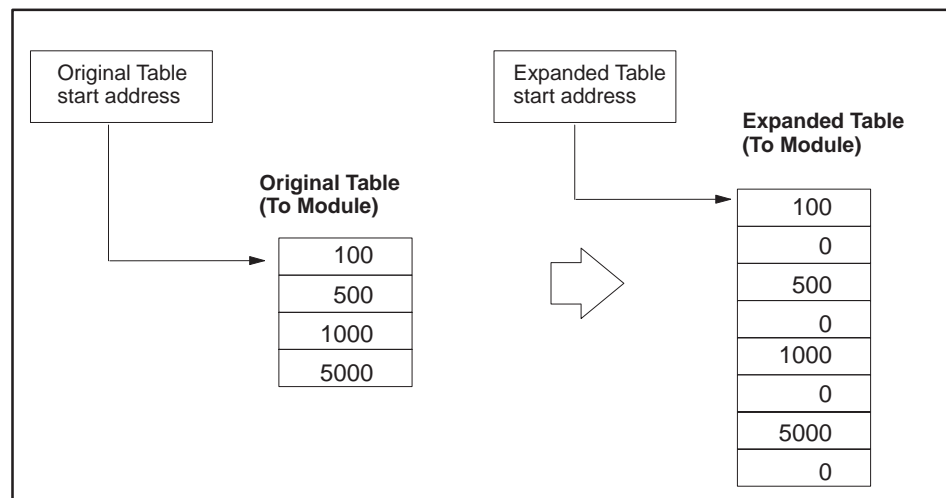 Original Table
start address
Original Table
(To Module)
100
500
1000
5000
Expanded Table
start address
Expanded Table
(To Module)
100
0
500
0
1000
0
5000
0